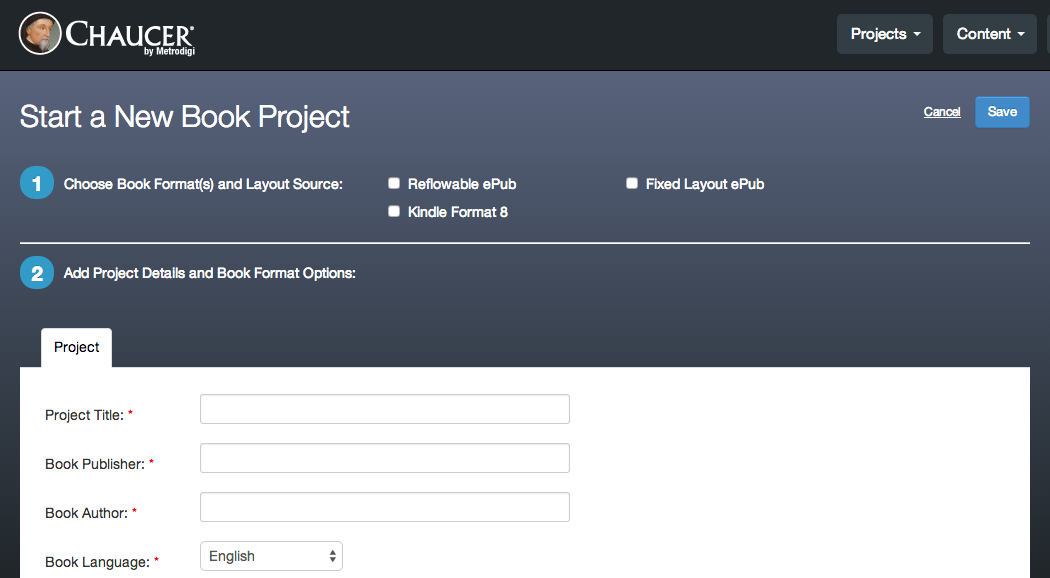 CHAUCER
by Metrodigi
Projects
Content
Start a New Book Project
Cancel
Save
1 Choose Book Format(s) and Layout Source:
Reflowable ePub
Fixed Layout ePub
Kindle Format 8
2 Add Project Details and Book Format Options:
Project
Project Title: *
Book Publisher: *
Book Author: *
Book Language: * English